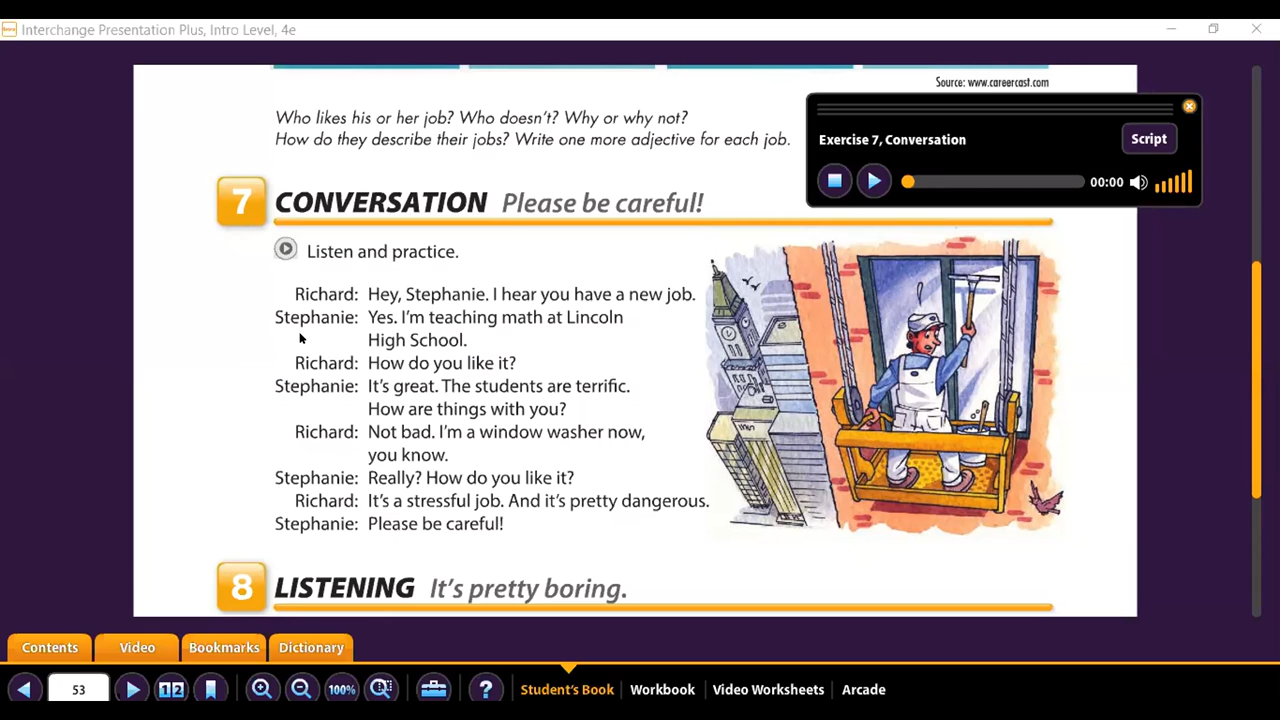 Interchange Presentation Plus, Intro Level, 4e
Source: www.careercast.com
Who likes his or her job? Who doesn't? Why or why not?
How do they describe their jobs? Write one more adjective for each job.
Exercise 7, Conversation
Script
00:00
7 CONVERSATION Please be careful!
Listen and practice.
Richard: Hey, Stephanie. I hear you have a new job.
Stephanie: Yes. I'm teaching math at Lincoln
High School.
Richard: How do you like it?
Stephanie: It's great. The students are terrific.
How are things with you?
Richard: Not bad. I'm a window washer now,
you know.
Stephanie: Really? How do you like it?
Richard: It's a stressful job. And it's pretty dangerous.
Stephanie: Please be careful!
8 LISTENING It's pretty boring.
Contents Video Bookmarks Dictionary
53 12 100% ? Student's Book Workbook Video Worksheets Arcade